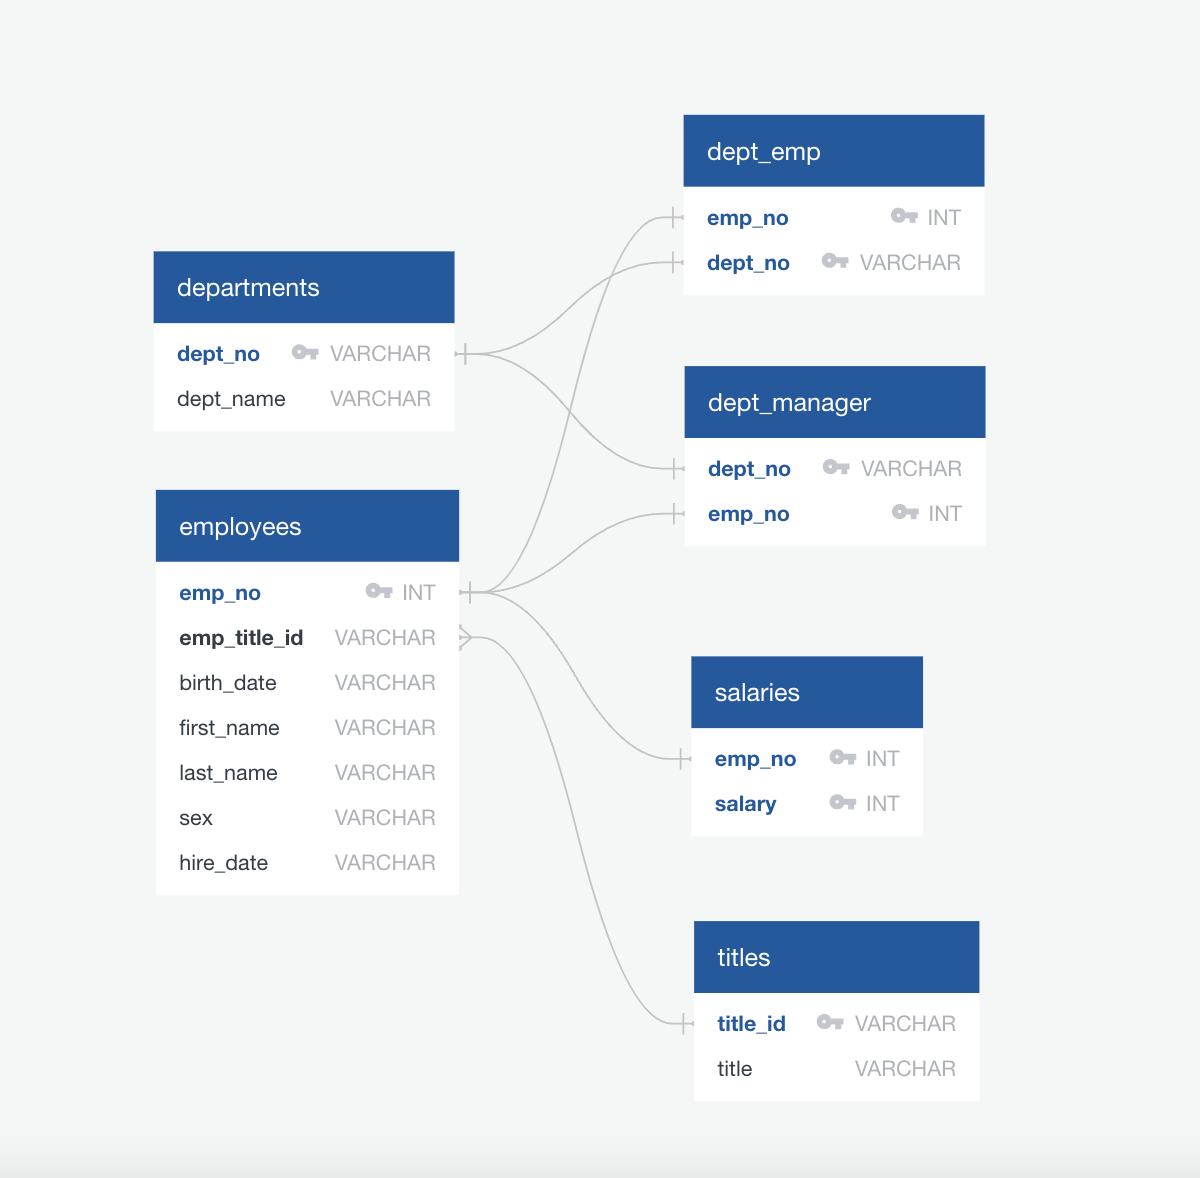 departments
dept_no VARCHAR
dept_name VARCHAR
employees
emp_no INT
emp_title_id VARCHAR
birth_date VARCHAR
first_name VARCHAR
last_name VARCHAR
sex VARCHAR
hire_date VARCHAR
dept_emp
emp_no INT
dept_no VARCHAR
dept_manager
dept_no VARCHAR
emp_no INT
salaries
emp_no INT
salary INT
titles
title_id VARCHAR
title VARCHAR